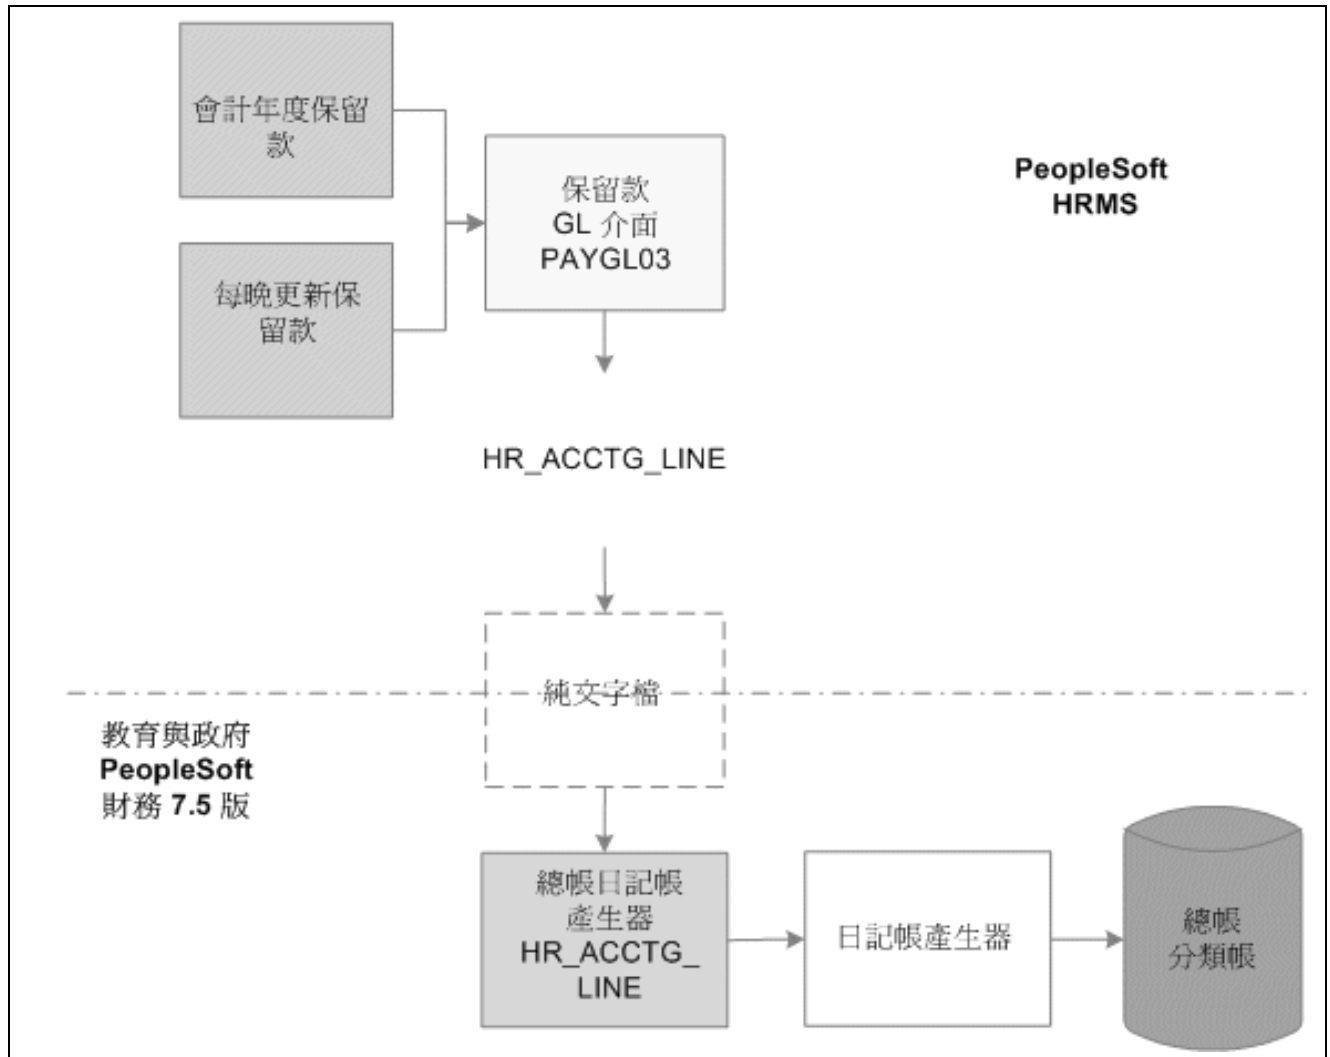 會計年度保留
款
保留款
GL 介面
PAYGL03
PeopleSoft
HRMS
每晚更新保
留款
HR_ACCTG_LINE
純文字檔
教育與政府
PeopleSoft
財務 7.5 版
總帳日記帳
產生器
HR_ACCTG_
LINE
日記帳產生器
總帳
分類帳